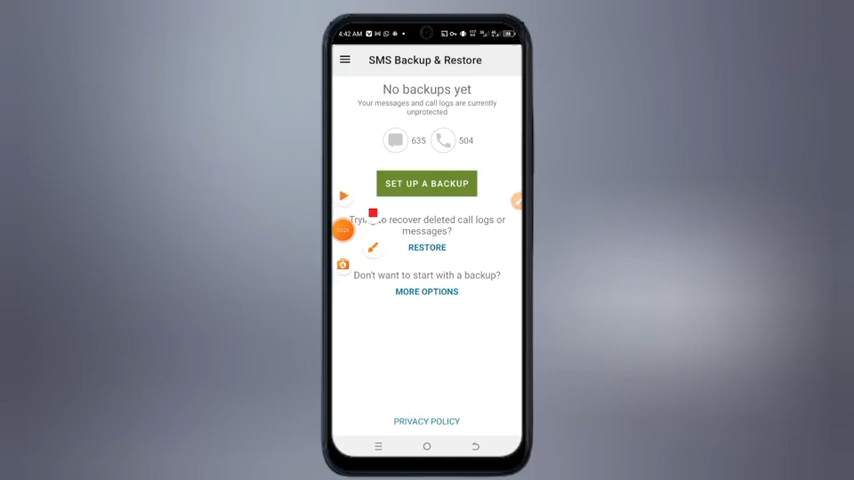 4:42 AM
SMS Backup & Restore
No backups yet
Your messages and call logs are currently
unprotected
635 504
SET UP A BACKUP
Trying to recover deleted call logs or
messages?
RESTORE
Don't want to start with a backup?
MORE OPTIONS
PRIVACY POLICY